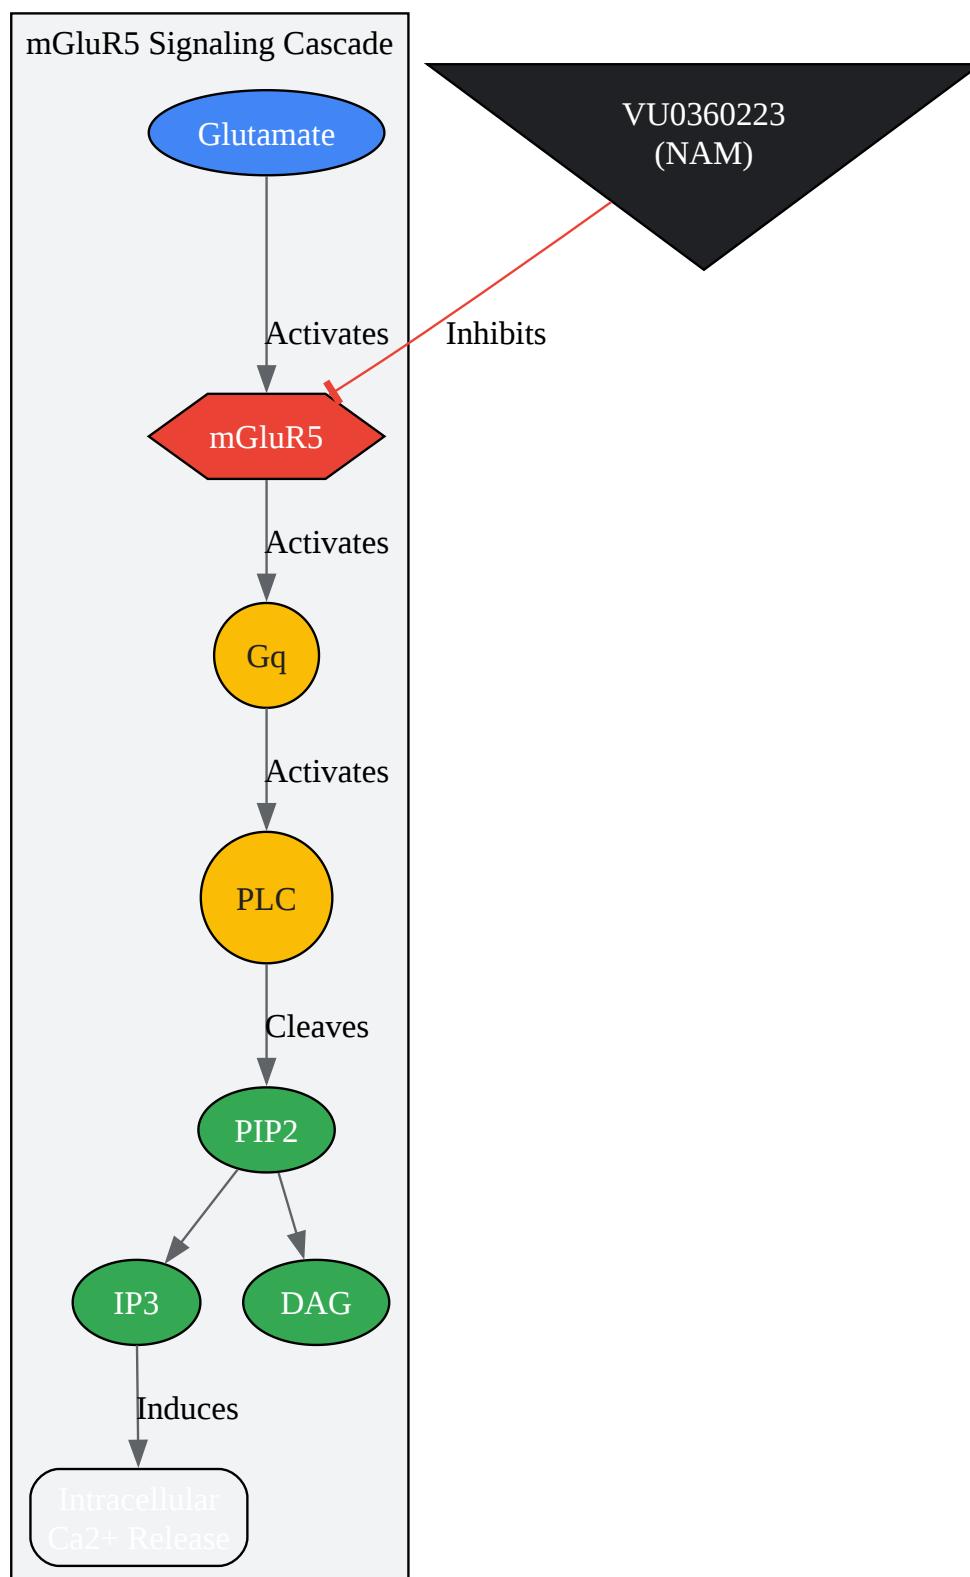 mGluR5 Signaling Cascade
Glutamate
VU0360223
(NAM)
Activates
Inhibits
mGluR5
Activates
Gq
Activates
PLC
Cleaves
PIP2
IP3
DAG
Induces
Intracellular
Ca2+ Release